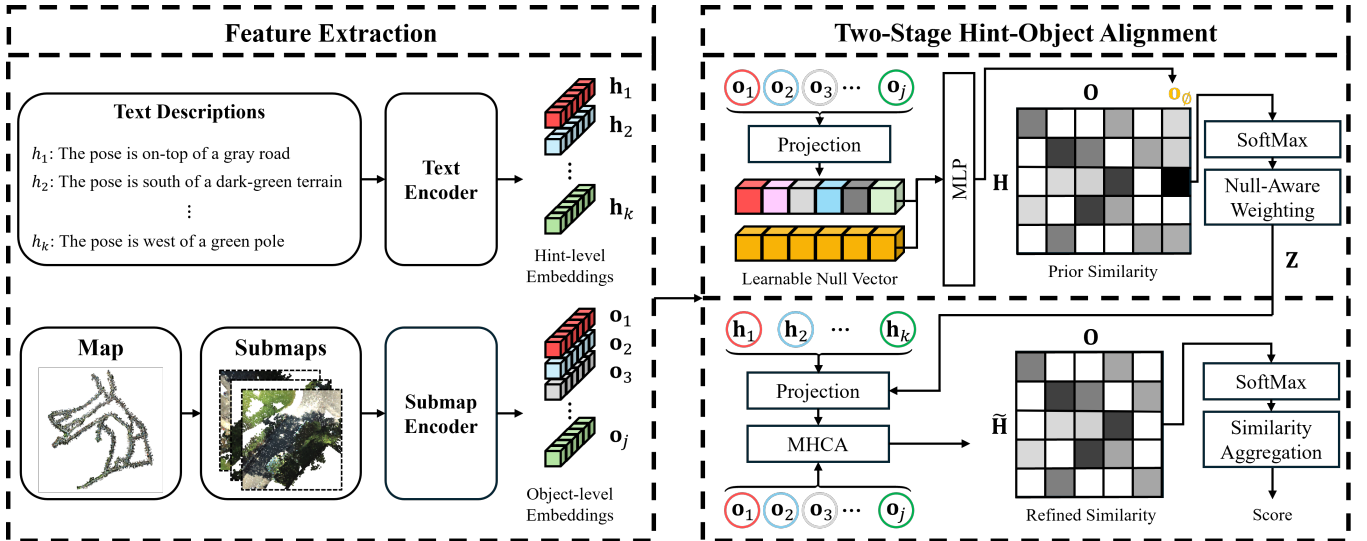 Feature Extraction
Text Descriptions
h₁: The pose is on-top of a gray road
h₂: The pose is south of a dark-green terrain
⋮
hₖ: The pose is west of a green pole
Text
Encoder
h₁
h₂
⋮
hₖ
Hint-level
Embeddings
Map
Submaps
Submap
Encoder
o₁
o₂
o₃
⋮
oⱼ
Object-level
Embeddings
Two-Stage Hint-Object Alignment
o₁ o₂ o₃ ⋯ oⱼ
Projection
Learnable Null Vector
MLP
O
o_∅
H
Prior Similarity
SoftMax
Null-Aware
Weighting
Z
h₁ h₂ ⋯ hₖ
Projection
MHCA
o₁ o₂ o₃ ⋯ oⱼ
O
H̃
Refined Similarity
SoftMax
Similarity
Aggregation
Score